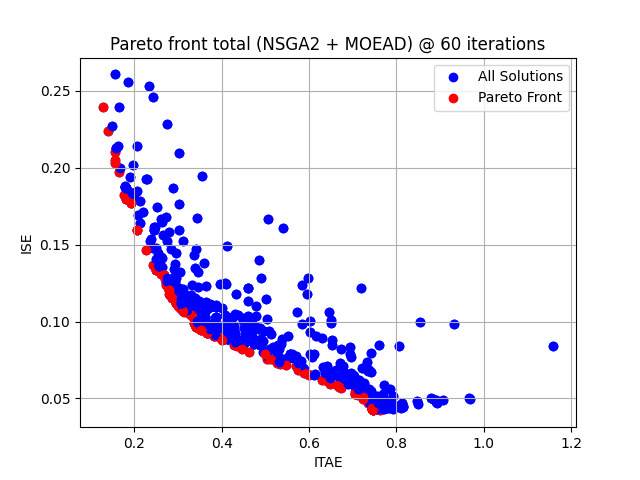 Pareto front total (NSGA2 + MOEAD) @ 60 iterations
All Solutions
Pareto Front
ISE
0.25
0.20
0.15
0.10
0.05
0.2 0.4 0.6 0.8 1.0 1.2
ITAE